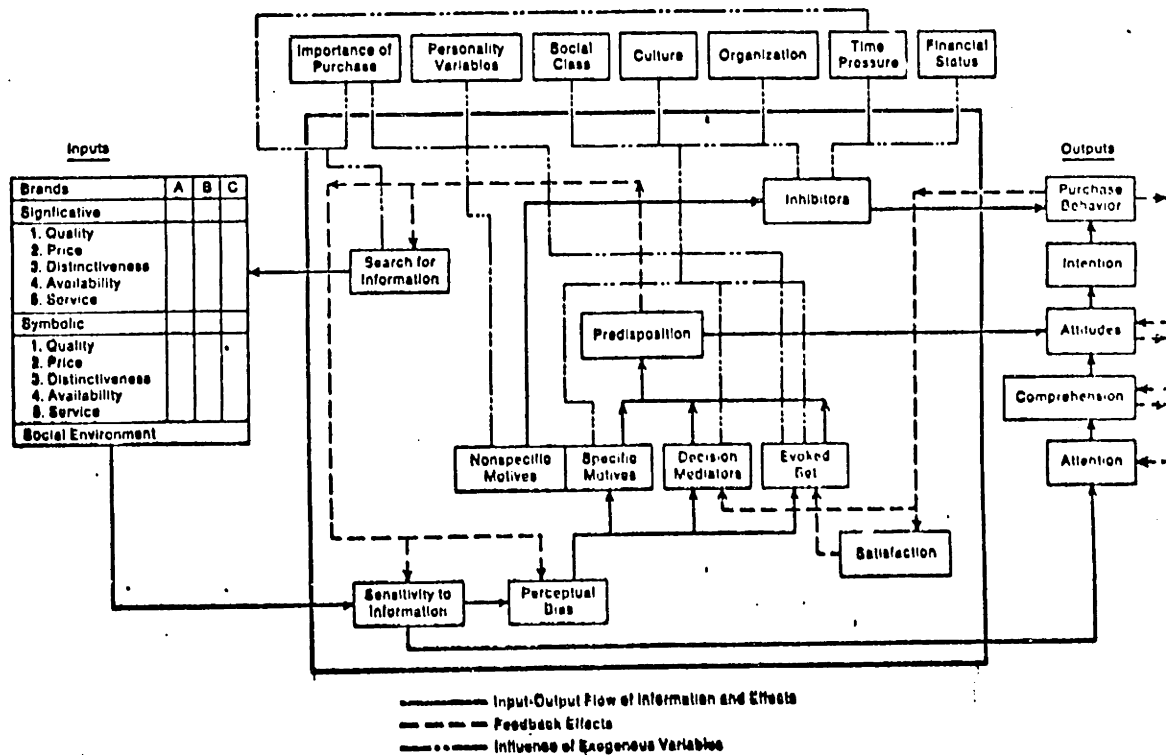 Importance of
Purchase
Personality
Variables
Social
Class
Culture
Organization
Time
Pressure
Financial
Status
Inputs
Brands A B C
Significative
1. Quality
2. Price
3. Distinctiveness
4. Availability
5. Service
Symbolic
1. Quality
2. Price
3. Distinctiveness
4. Availability
5. Service
Social Environment
Search for
Information
Inhibitors
Predisposition
Nonspecific
Motives
Specific
Motives
Decision
Mediators
Evoked
Set
Satisfaction
Sensitivity to
Information
Perceptual
Bias
Outputs
Purchase
Behavior
Intention
Attitudes
Comprehension
Attention
Input-Output Flow of Information and Effects
Feedback Effects
Influence of Exogenous Variables